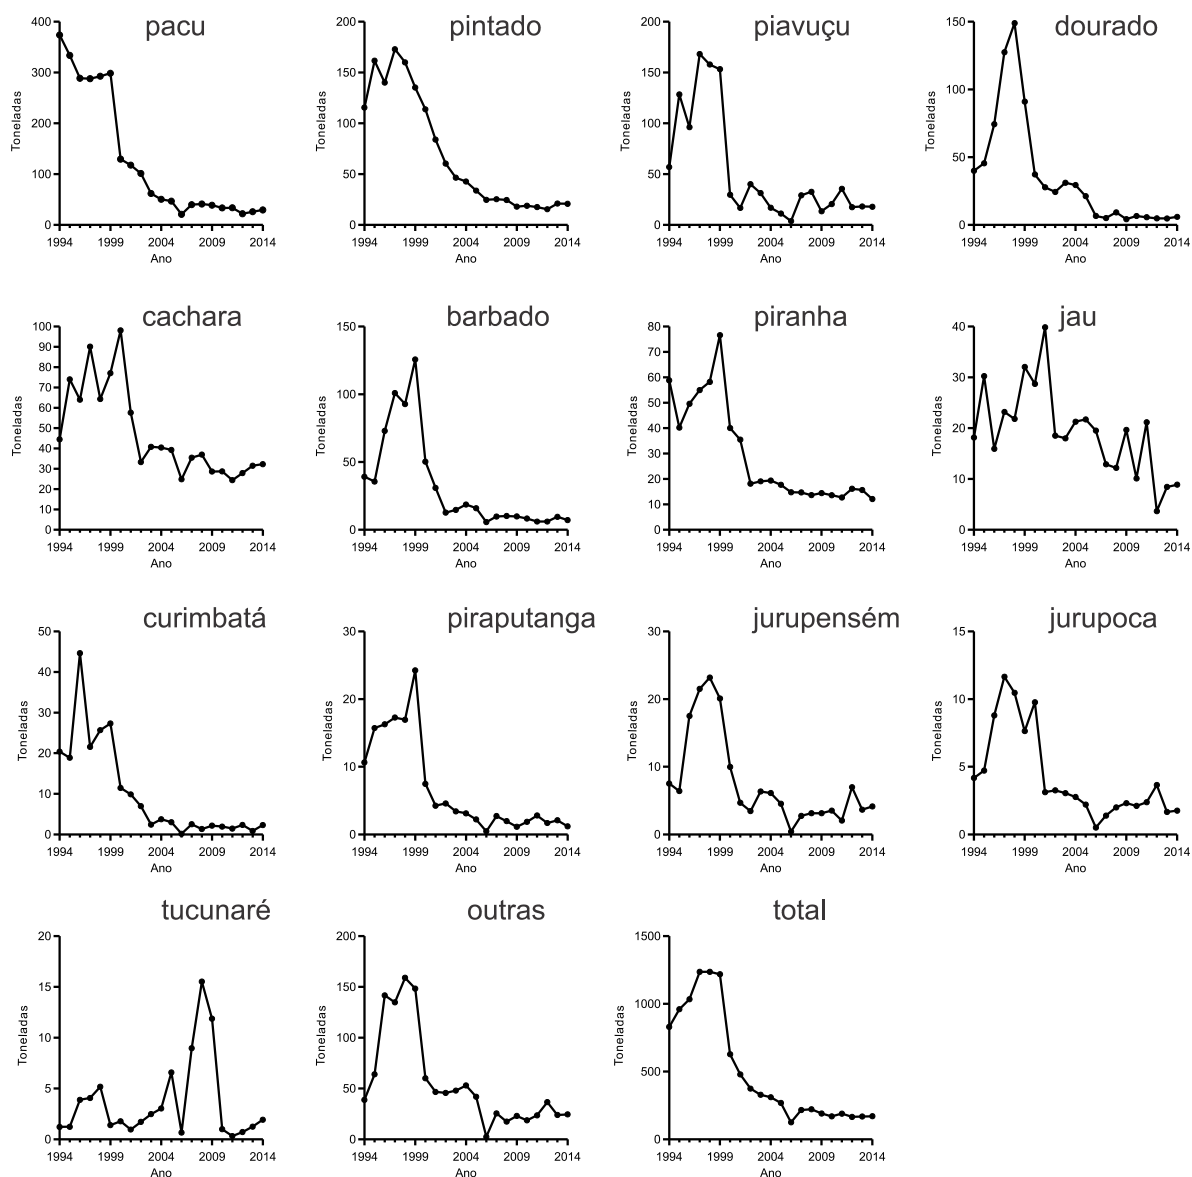 pacu
400
300
200
100
0
Toneladas
1994 1999 2004 2009 2014
Ano
pintado
200
150
100
50
0
Toneladas
1994 1999 2004 2009 2014
Ano
piavuçu
200
150
100
50
0
Toneladas
1994 1999 2004 2009 2014
Ano
dourado
150
100
50
0
Toneladas
1994 1999 2004 2009 2014
Ano
cachara
100
90
80
70
60
50
40
30
20
10
0
Toneladas
1994 1999 2004 2009 2014
Ano
barbado
150
100
50
0
Toneladas
1994 1999 2004 2009 2014
Ano
piranha
80
70
60
50
40
30
20
10
0
Toneladas
1994 1999 2004 2009 2014
Ano
jau
40
30
20
10
0
Toneladas
1994 1999 2004 2009 2014
Ano
curimbatá
50
40
30
20
10
0
Toneladas
1994 1999 2004 2009 2014
Ano
piraputanga
30
20
10
0
Toneladas
1994 1999 2004 2009 2014
Ano
jurupensém
30
20
10
0
Toneladas
1994 1999 2004 2009 2014
Ano
jurupoca
15
10
5
0
Toneladas
1994 1999 2004 2009 2014
Ano
tucunaré
20
15
10
5
0
Toneladas
1994 1999 2004 2009 2014
Ano
outras
200
150
100
50
0
Toneladas
1994 1999 2004 2009 2014
Ano
total
1500
1000
500
0
Toneladas
1994 1999 2004 2009 2014
Ano